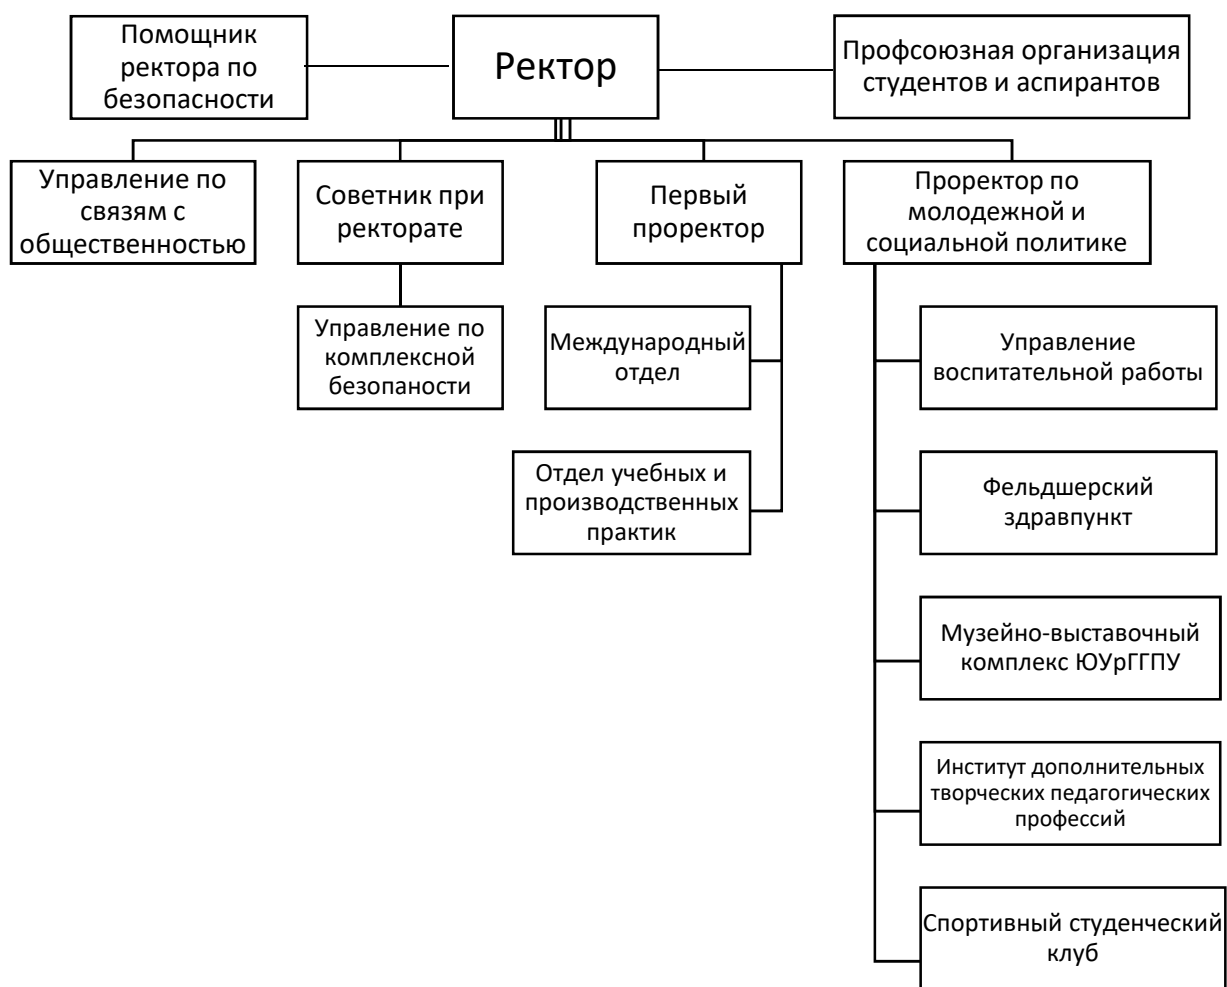 Помощник
ректора по
безопасности
Ректор
Профсоюзная организация
студентов и аспирантов
Управление по
связям с
общественностью
Советник при
ректорате
Первый
проректор
Проректор по
молодежной и
социальной политике
Управление по
комплексной
безопаности
Международный
отдел
Отдел учебных и
производственных
практик
Управление
воспитательной работы
Фельдшерский
здравпункт
Музейно-выставочный
комплекс ЮУрГГПУ
Институт дополнительных
творческих педагогических
профессий
Спортивный студенческий
клуб